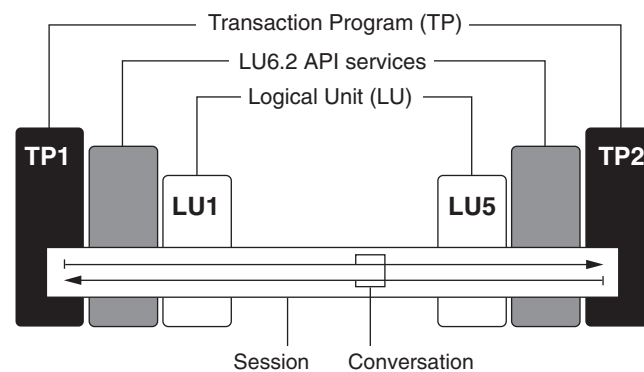 Transaction Program (TP)
LU6.2 API services
Logical Unit (LU)
TP1
TP2
LU1
LU5
Session
Conversation